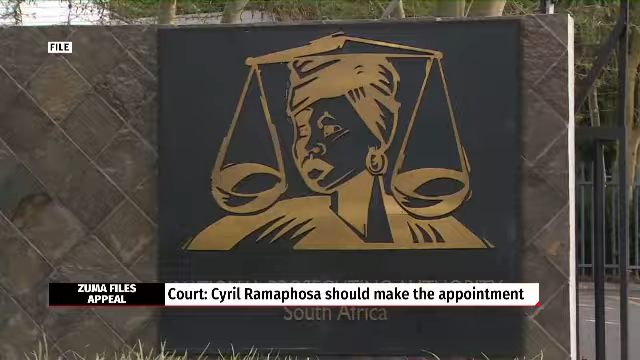 FILE
ZUMA FILES
APPEAL
Court: Cyril Ramaphosa should make the appointment
South Africa